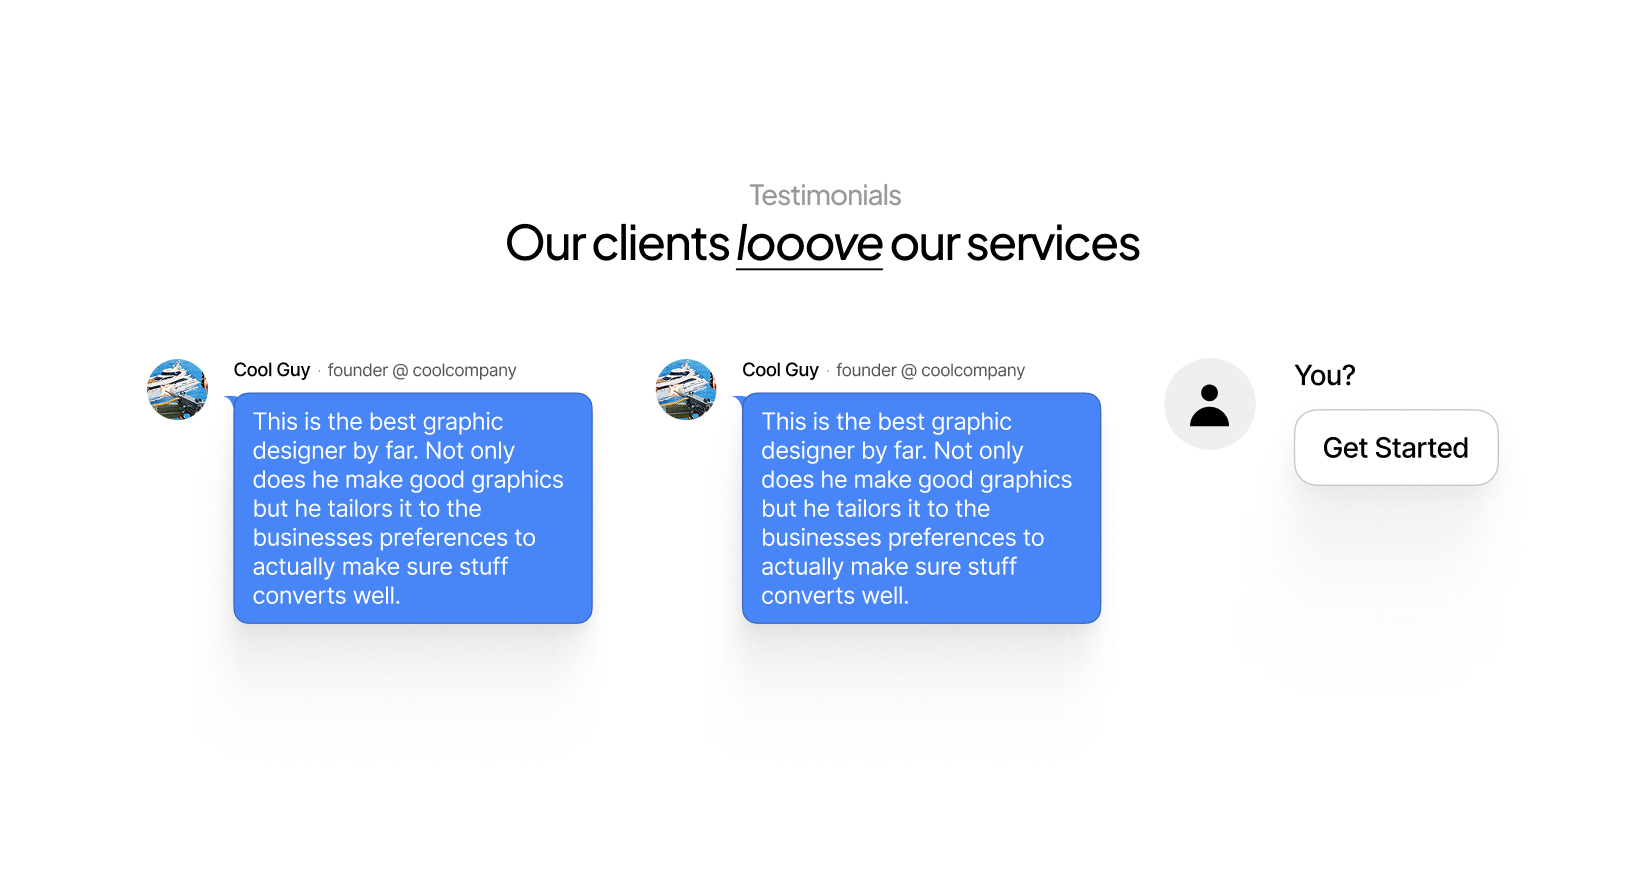 Testimonials
Our clients looove our services
Cool Guy · founder @ coolcompany
This is the best graphic
designer by far. Not only
does he make good graphics
but he tailors it to the
businesses preferences to
actually make sure stuff
converts well.
Cool Guy · founder @ coolcompany
This is the best graphic
designer by far. Not only
does he make good graphics
but he tailors it to the
businesses preferences to
actually make sure stuff
converts well.
You?
Get Started